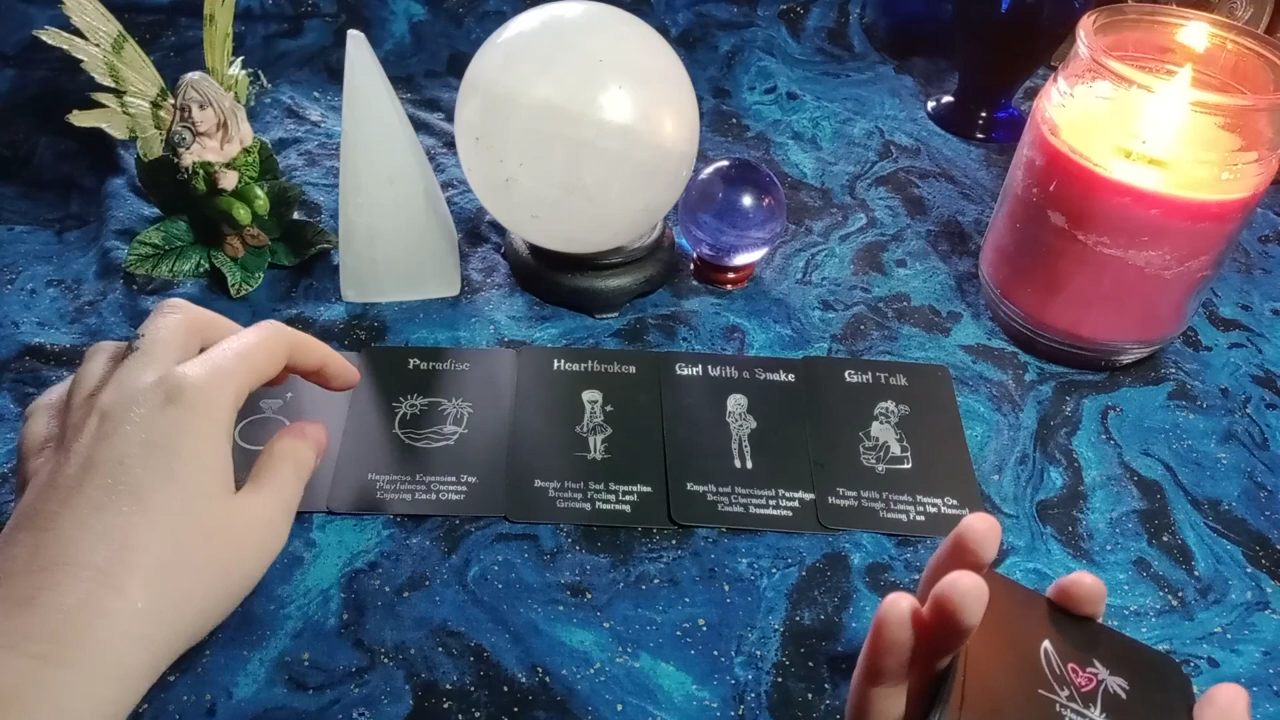 Paradise
Happiness. Expansion. Joy.
Playfulness. Oneness.
Enjoying Each Other
Heartbroken
Deeply Hurt. Sad. Separation.
Breakup. Feeling Lost.
Grieving. Mourning
Girl With a Snake
Empath and Narcissist Paradigm
Being Charmed or Used.
Enable. Boundaries
Girl Talk
Time With Friends. Moving On.
Happily Single. Living in the Moment
Having Fun